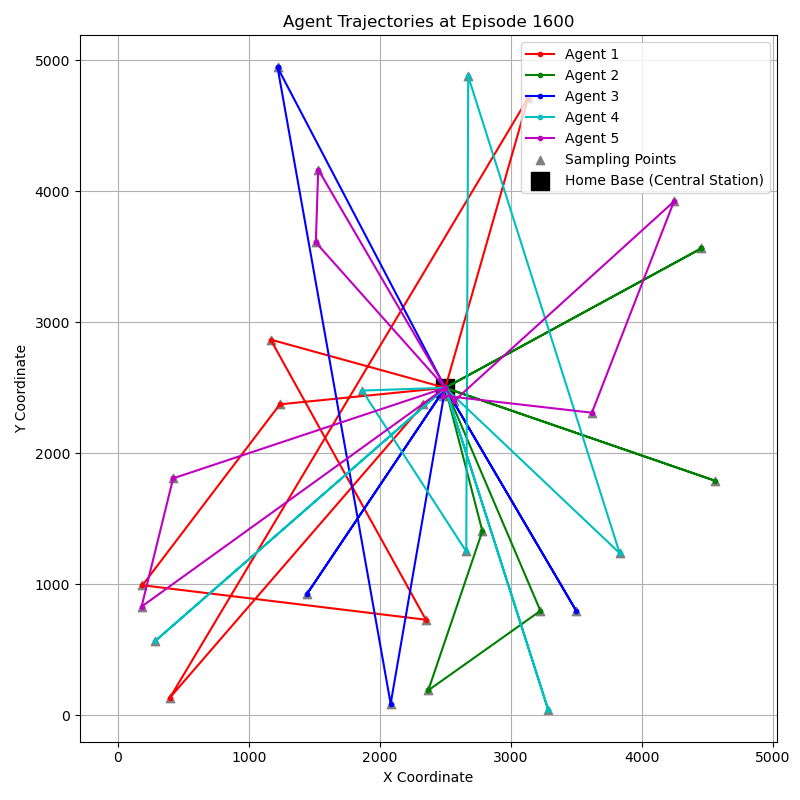 Agent Trajectories at Episode 1600
Y Coordinate
5000
4000
3000
2000
1000
0
Agent 1
Agent 2
Agent 3
Agent 4
Agent 5
Sampling Points
Home Base (Central Station)
0 1000 2000 3000 4000 5000
X Coordinate